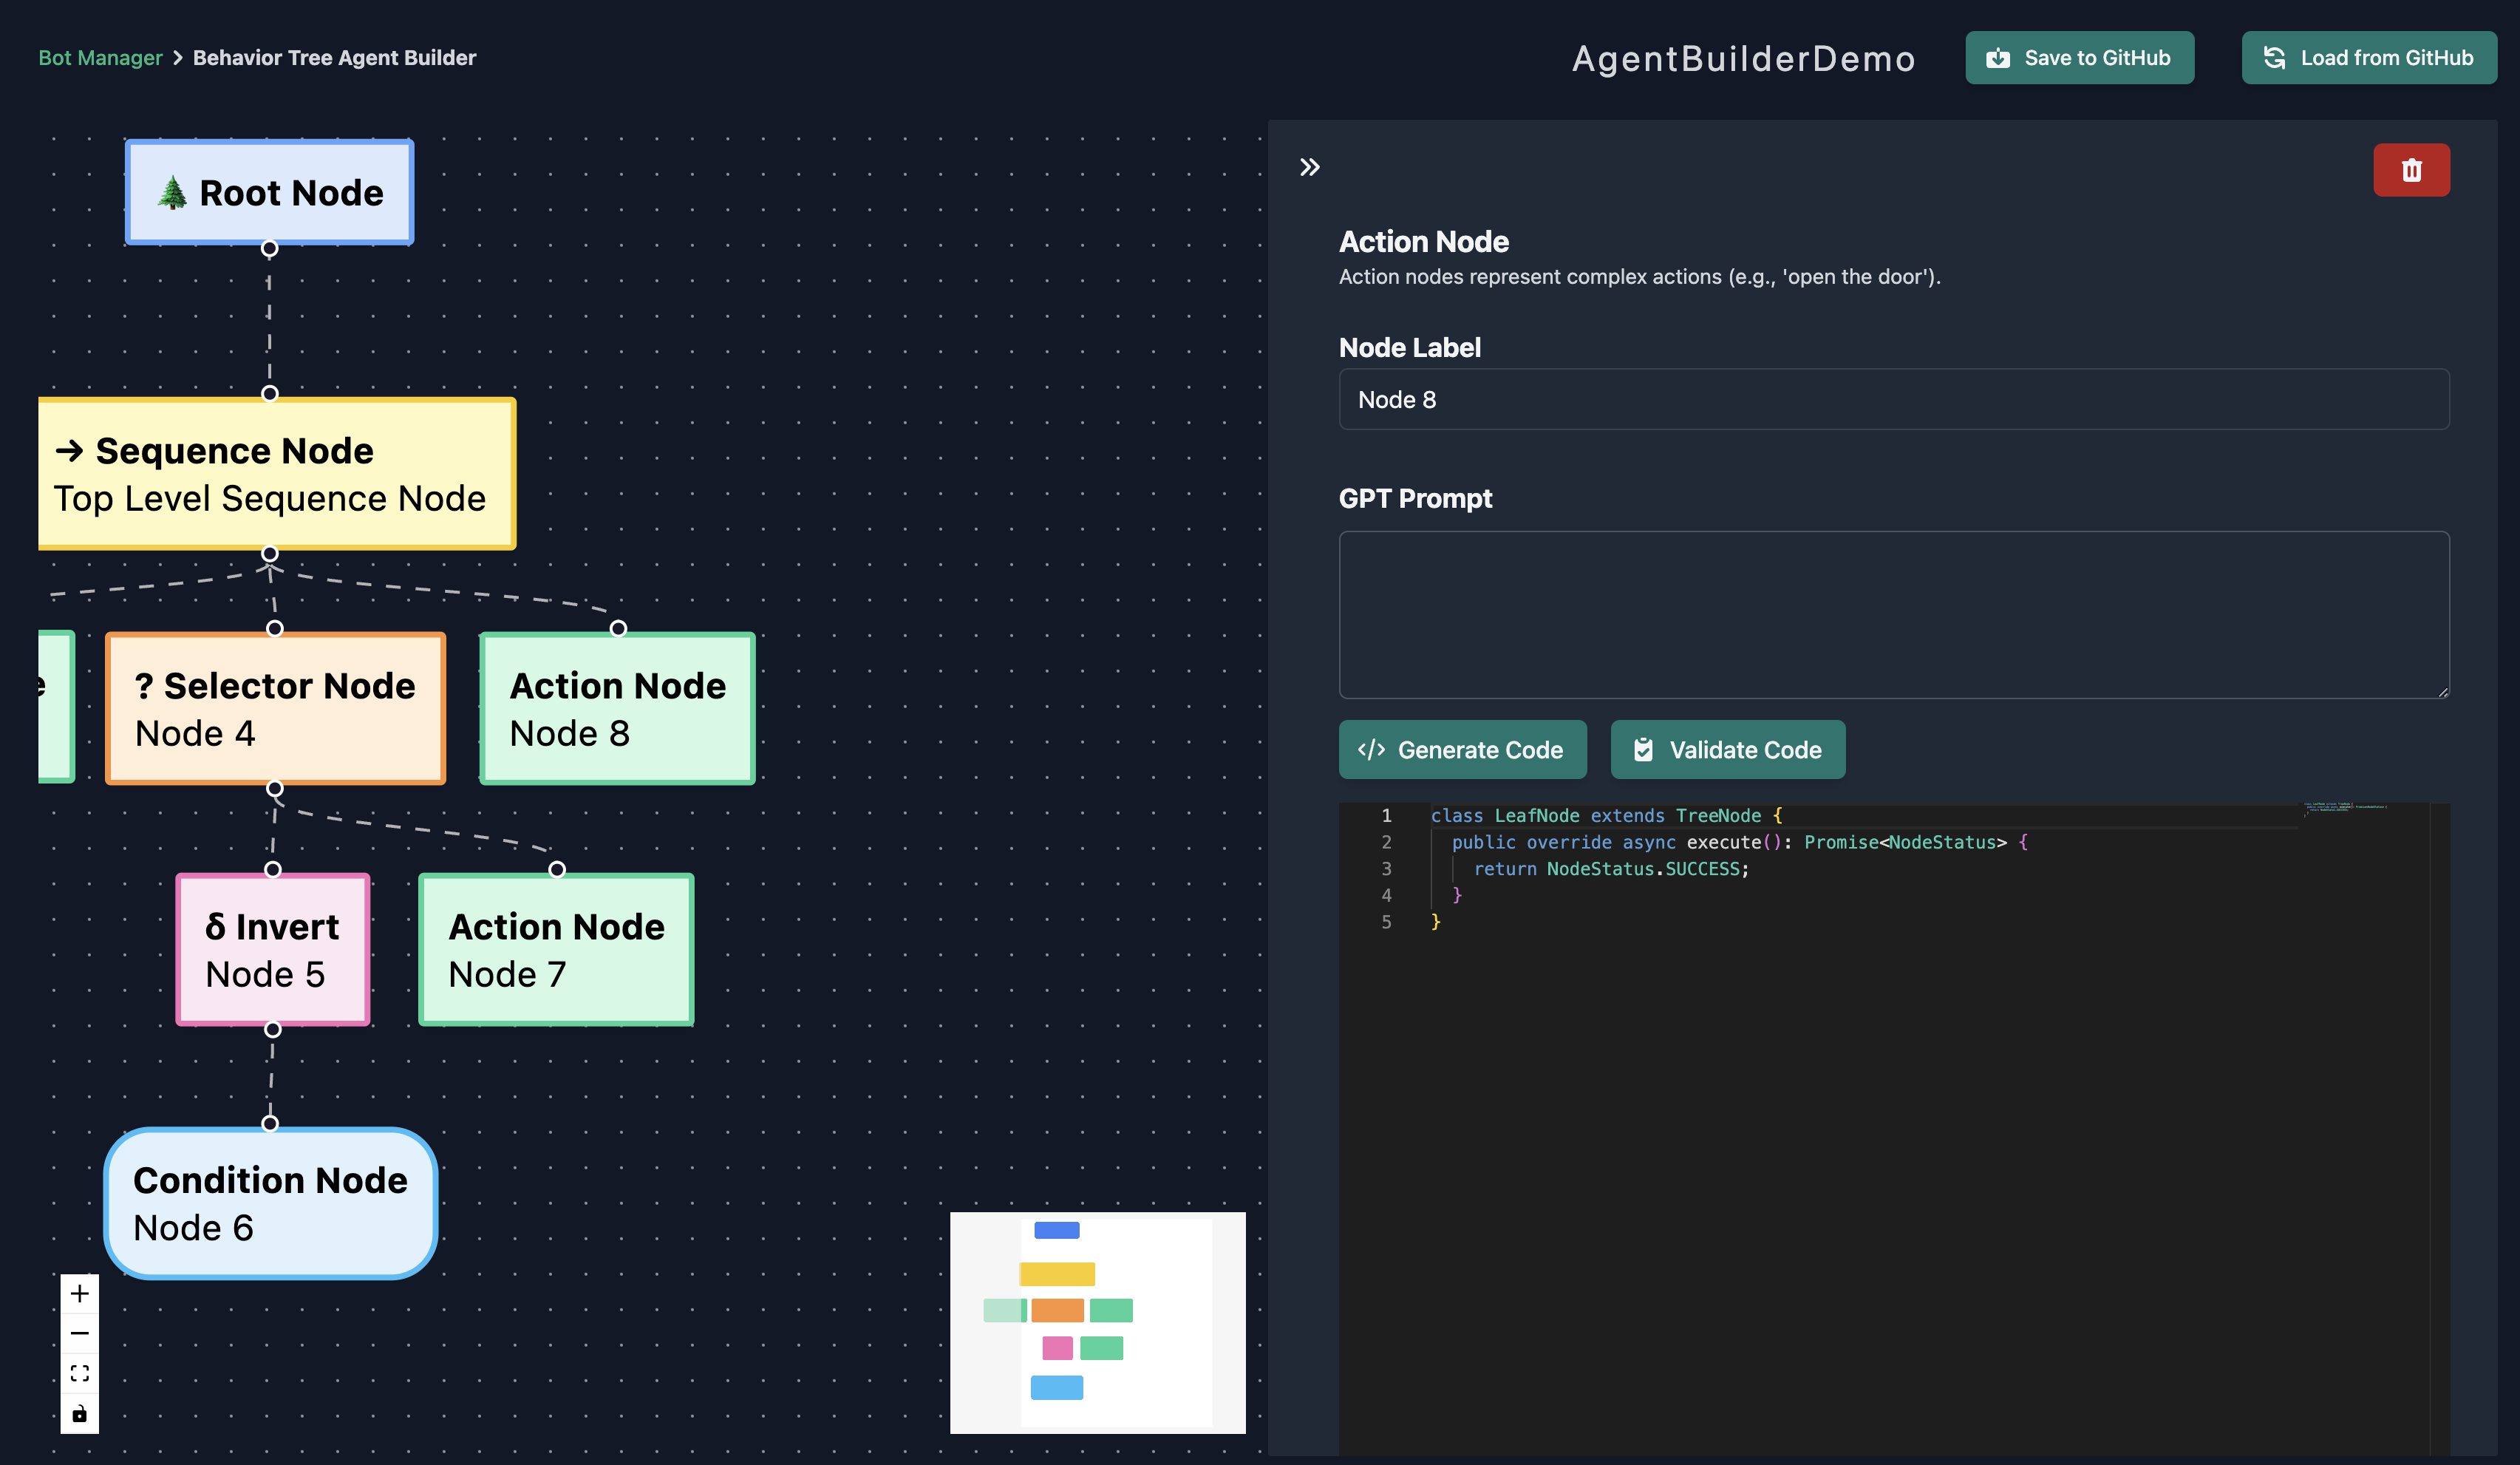 Bot Manager > Behavior Tree Agent Builder
AgentBuilderDemo
Save to GitHub
Load from GitHub
🌲 Root Node
→ Sequence Node
Top Level Sequence Node
? Selector Node
Node 4
Action Node
Node 8
δ Invert
Node 5
Action Node
Node 7
Condition Node
Node 6
Action Node
Action nodes represent complex actions (e.g., 'open the door').
Node Label
Node 8
GPT Prompt
</> Generate Code
Validate Code
1 class LeafNode extends TreeNode {
2   public override async execute(): Promise<NodeStatus> {
3     return NodeStatus.SUCCESS;
4   }
5 }